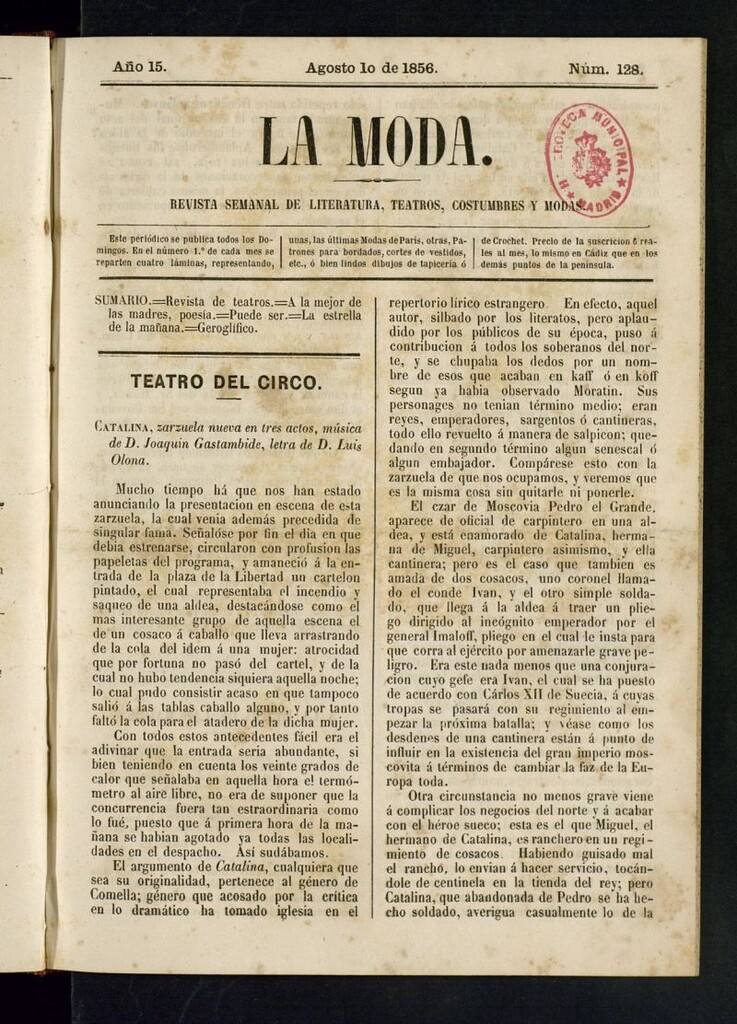 Año 15.
Agosto 10 de 1856.
Núm. 128.
LA MODA.
HEMEROTECA MUNICIPAL
★ MADRID ★
REVISTA SEMANAL DE LITERATURA, TEATROS, COSTUMBRES Y MODAS.
Este periódico se publica todos los Do-
mingos. En el número 1.º de cada mes se
reparten cuatro láminas, representando,
unas, las últimas Modas de París, otras, Pa-
trones para bordados, cortes de vestidos,
etc., ó bien lindos dibujos de tapicería ó
de Crochet. Precio de la suscricion 6 rea-
les al mes, lo mismo en Cádiz que en los
demás puntos de la península.
SUMARIO.=Revista de teatros.=A la mejor de
las madres, poesía.=Puede ser.=La estrella
de la mañana.=Geroglífico.
TEATRO DEL CIRCO.
CATALINA, zarzuela nueva en tres actos, música
de D. Joaquin Gastambide, letra de D. Luis
Olona.
Mucho tiempo há que nos han estado
anunciando la presentacion en escena de esta
zarzuela, la cual venia además precedida de
singular fama. Señalóse por fin el dia en que
debia estrenarse, circularon con profusion las
papeletas del programa, y amaneció á la en-
trada de la plaza de la Libertad un cartelon
pintado, el cual representaba el incendio y
saqueo de una aldea, destacándose como el
mas interesante grupo de aquella escena el
de un cosaco á caballo que lleva arrastrando
de la cola del idem á una mujer: atrocidad
que por fortuna no pasó del cartel, y de la
cual no hubo tendencia siquiera aquella noche;
lo cual pudo consistir acaso en que tampoco
salió á las tablas caballo alguno, y por tanto
faltó la cola para el atadero de la dicha mujer.
Con todos estos antecedentes fácil era el
adivinar que la entrada seria abundante, si
bien teniendo en cuenta los veinte grados de
calor que señalaba en aquella hora el termó-
metro al aire libre, no era de suponer que la
concurrencia fuera tan estraordinaria como
lo fué, puesto que á primera hora de la ma-
ñana se habian agotado ya todas las locali-
dades en el despacho. Así sudábamos.
El argumento de Catalina, cualquiera que
sea su originalidad, pertenece al género de
Comella; género que acosado por la crítica
en lo dramático ha tomado iglesia en el
repertorio lírico estrangero. En efecto, aquel
autor, silbado por los literatos, pero aplau-
dido por los públicos de su época, puso á
contribucion á todos los soberanos del nor-
te, y se chupaba los dedos por un nom-
bre de esos que acaban en kaff ó en köff
segun ya habia observado Moratin. Sus
personages no tenian término medio; eran
reyes, emperadores, sargentos ó cantineras,
todo ello revuelto á manera de salpicon; que-
dando en segundo término algun senescal ó
algun embajador. Compárese esto con la
zarzuela de que nos ocupamos, y veremos que
es la misma cosa sin quitarle ni ponerle.
El czar de Moscovia Pedro el Grande,
aparece de oficial de carpintero en una al-
dea, y está enamorado de Catalina, herma-
na de Miguel, carpintero asimismo, y ella
cantinera; pero es el caso que tambien es
amada de dos cosacos, uno coronel llama-
do el conde Ivan, y el otro simple solda-
do, que llega á la aldea á traer un plie-
go dirigido al incógnito emperador por el
general Imaloff, pliego en el cual le insta para
que corra al ejército por amenazarle grave pe-
ligro. Era este nada menos que una conjura-
cion cuyo gefe era Ivan, el cual se ha puesto
de acuerdo con Cárlos XII de Suecia, á cuyas
tropas se pasará con su regimiento al em-
pezar la próxima batalla; y véase como los
desdenes de una cantinera están á punto de
influir en la existencia del gran imperio mos-
covita á términos de cambiar la faz de la Eu-
ropa toda.
Otra circunstancia no menos grave viene
á complicar los negocios del norte y á acabar
con el héroe sueco; esta es el que Miguel, el
hermano de Catalina, es ranchero en un regi-
miento de cosacos. Habiendo guisado mal
el rancho, lo envian á hacer servicio, tocán-
dole de centinela en la tienda del rey; pero
Catalina, que abandonada de Pedro se ha he-
cho soldado, averigua casualmente lo de la